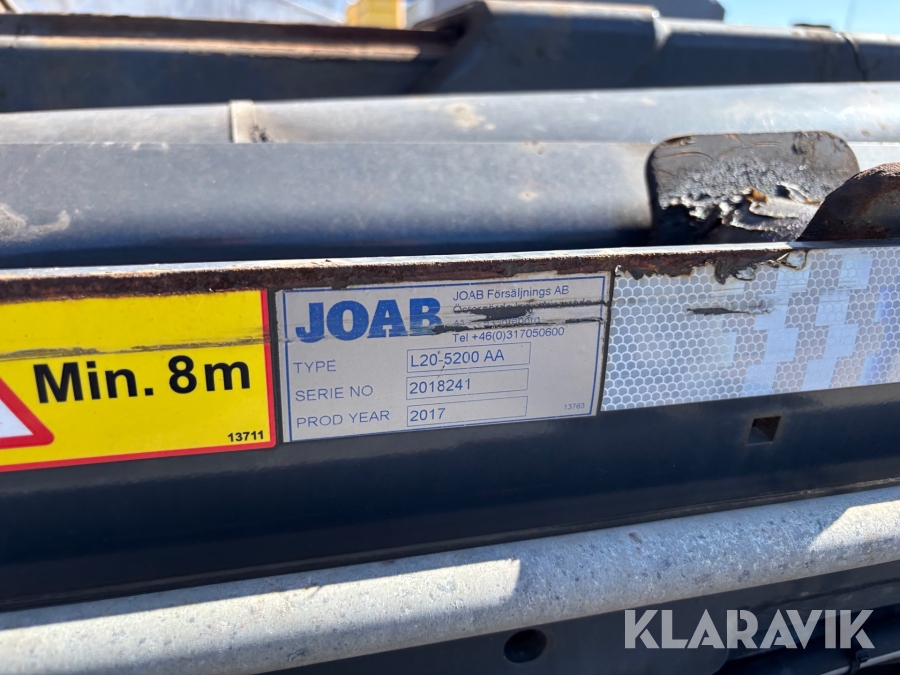 Min. 8m
13711
JOAB
JOAB Försäljnings AB
Tel +46(0)317050600
TYPE L20-5200 AA
SERIE NO 2018241
PROD YEAR 2017
13763
KLARAVIK